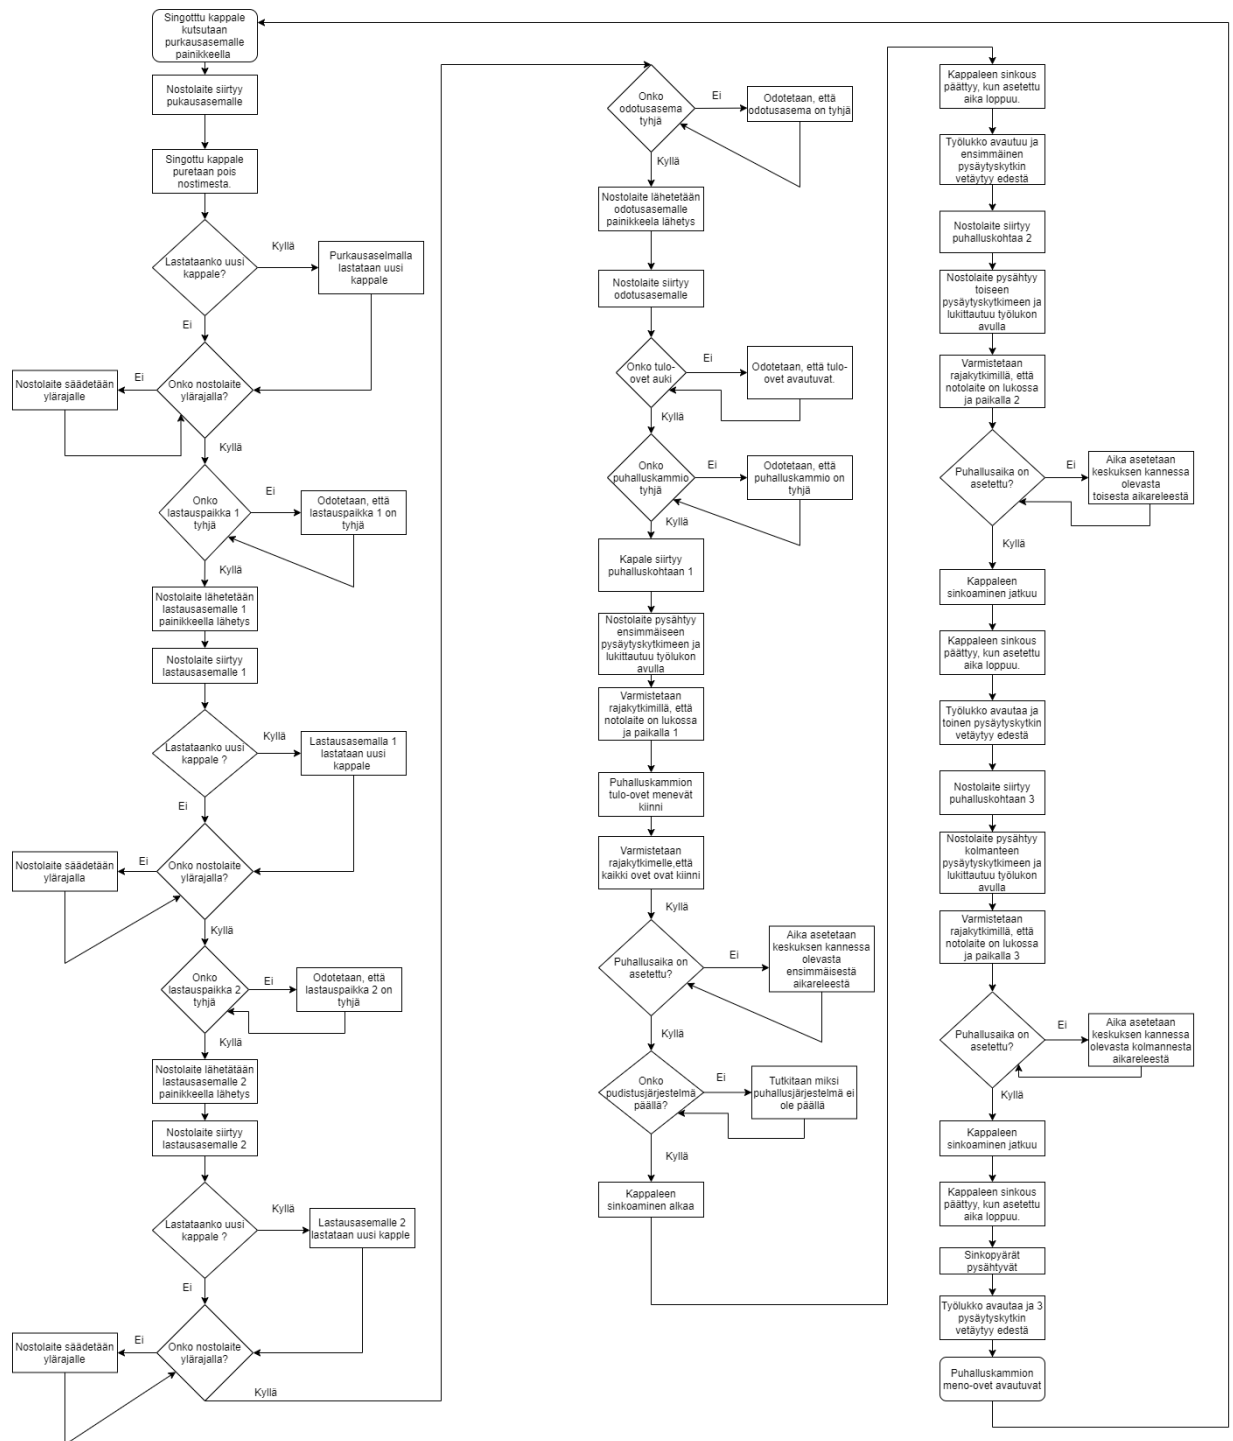 Singotttu kappale
kutsutaan
purkausasemalle
painikkeella
Nostolaite siirtyy
pukausasemalle
Singottu kappale
puretaan pois
nostimesta.
Lastataanko uusi
kappale?
Kyllä
Purkausaselmalla
lastataan uusi
kappale
Ei
Onko nostolaite
ylärajalla?
Ei
Nostolaite säädetään
ylärajalle
Kyllä
Onko
lastauspaikka 1
tyhjä
Ei
Odotetaan, että
lastauspaikka 1 on
tyhjä
Kyllä
Nostolaite lähetetään
lastausasemalle 1
painikkeella lähetys
Nostolaite siirtyy
lastausasemalle 1
Lastataanko uusi
kappale ?
Kyllä
Lastausasemalla 1
lastataan uusi
kappale
Ei
Onko nostolaite
ylärajalla?
Ei
Nostolaite säädetään
ylärajalla
Kyllä
Onko
lastauspaikka 2
tyhjä
Ei
Odotetaan, että
lastauspaikka 2 on
tyhjä
Kyllä
Nostolaite lähetätään
lastausasemalle 2
painikkeella lähetys
Nostolaite siirtyy
lastausasemalle 2
Lastataanko uusi
kappale ?
Kyllä
Lastausasemalle 2
lastataan uusi kapple
Ei
Onko nostolaite
ylärajalla?
Ei
Nostolaite säädetään
ylärajalle
Kyllä
Onko
odotusasema
tyhjä
Ei
Odotetaan, että
odotusasema on tyhjä
Kyllä
Nostolaite lähetetään
odotusasemalle
painikkeela lähetys
Nostolaite siirtyy
odotusasemalle
Onko tulo-
ovet auki
Ei
Odotetaan, että tulo-
ovet avautuvat.
Kyllä
Onko
puhalluskammio
tyhjä
Ei
Odotetaan, että
puhalluskammio on
tyhjä
Kyllä
Kapale siirtyy
puhalluskohtaan 1
Nostolaite pysähtyy
ensimmäiseen
pysäytyskytkimeen ja
lukittautuu työlukon
avulla
Varmistetaan
rajakytkimillä, että
notolaite on lukossa
ja paikalla 1
Puhalluskammion
tulo-ovet menevät
kiinni
Varmistetaan
rajakytkimelle,että
kaikki ovet ovat kiinni
Kyllä
Puhallusaika on
asetettu?
Ei
Aika asetetaan
keskuksen kannessa
olevasta
ensimmäisestä
aikareleestä
Kyllä
Onko
pudistusjärjestelmä
päällä?
Ei
Tutkitaan miksi
puhallusjärjestelmä ei
ole päällä
Kyllä
Kappaleen
sinkoaminen alkaa
Kappaleen sinkous
päättyy, kun asetettu
aika loppuu.
Työlukko avautuu ja
ensimmäinen
pysäytyskytkin
vetäytyy edestä
Nostolaite siirtyy
puhalluskohtaa 2
Nostolaite pysähtyy
toiseen
pysäytyskytkimeen ja
lukittautuu työlukon
avulla
Varmistetaan
rajakytkimillä, että
notolaite on lukossa
ja paikalla 2
Puhallusaika on
asetettu?
Ei
Aika asetetaan
keskuksen kannessa
olevasta
toisesta aikareleestä
Kyllä
Kappaleen
sinkoaminen jatkuu
Kappaleen sinkous
päättyy, kun asetettu
aika loppuu.
Työlukko avautaa ja
toinen pysäytyskytkin
vetäytyy edestä
Nostolaite siirtyy
puhalluskohtaan 3
Nostolaite pysähtyy
kolmanteen
pysäytyskytkimeen ja
lukittautuu työlukon
avulla
Varmistetaan
rajakytkimillä, että
notolaite on lukossa
ja paikalla 3
Puhallusaika on
asetettu?
Ei
Aika asetetaan
keskuksen kannessa
olevasta kolmannesta
aikareleestä
Kyllä
Kappaleen
sinkoaminen jatkuu
Kappaleen sinkous
päättyy, kun asetettu
aika loppuu.
Sinkopyärät
pysähtyvät
Työlukko avautaa ja 3
pysäytyskytkin
vetäytyy edestä
Puhalluskammion
meno-ovet avautuvat